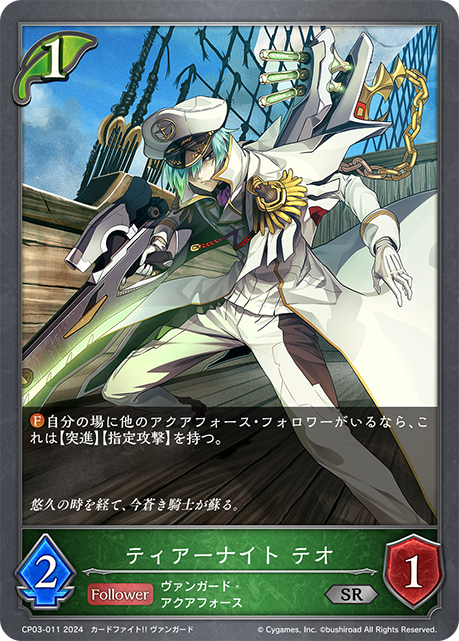 1
F自分の場に他のアクアフォース・フォロワーがいるなら、こ
れは【突進】【指定攻撃】を持つ。
悠久の時を経て、今蒼き騎士が蘇る。
ティアーナイト テオ
2
Follower
ヴァンガード・
アクアフォース
SR
1
CP03-011 2024 カードファイト!! ヴァンガード
© Cygames, Inc. ©bushiroad All Rights Reserved.